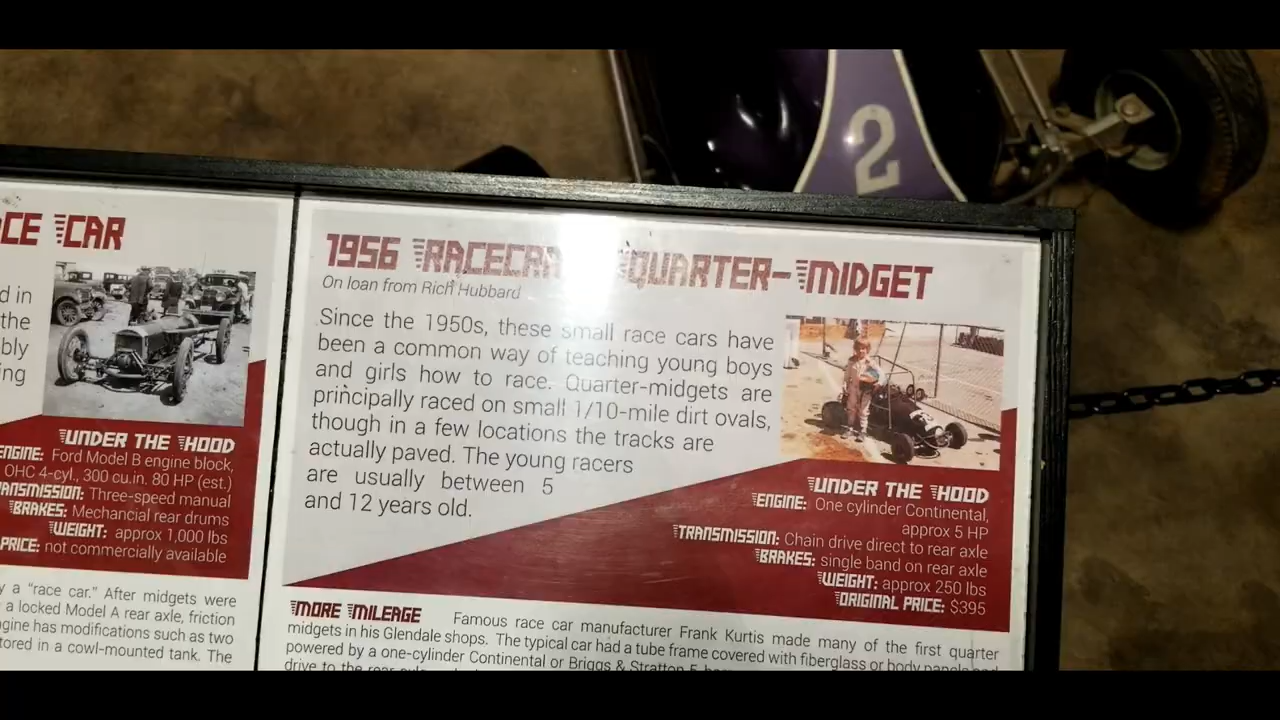 2
CE CAR
d in
the
bly
ing
UNDER THE HOOD
ENGINE: Ford Model B engine block,
OHC 4-cyl., 300 cu.in. 80 HP (est.)
ANSMISSION: Three-speed manual
BRAKES: Mechancial rear drums
WEIGHT: approx 1,000 lbs
PRICE: not commercially available
y a “race car.” After midgets were
a locked Model A rear axle, friction
gine has modifications such as two
tored in a cowl-mounted tank. The
1956 RACECAR QUARTER-MIDGET
On loan from Rich Hubbard
Since the 1950s, these small race cars have
been a common way of teaching young boys
and girls how to race. Quarter-midgets are
principally raced on small 1/10-mile dirt ovals,
though in a few locations the tracks are
actually paved. The young racers
are usually between 5
and 12 years old.
UNDER THE HOOD
ENGINE: One cylinder Continental,
approx 5 HP
TRANSMISSION: Chain drive direct to rear axle
BRAKES: single band on rear axle
WEIGHT: approx 250 lbs
ORIGINAL PRICE: $395
MORE MILEAGE Famous race car manufacturer Frank Kurtis made many of the first quarter
midgets in his Glendale shops. The typical car had a tube frame covered with fiberglass or body panels and
powered by a one-cylinder Continental or Briggs & Stratton 5
drive to the rear